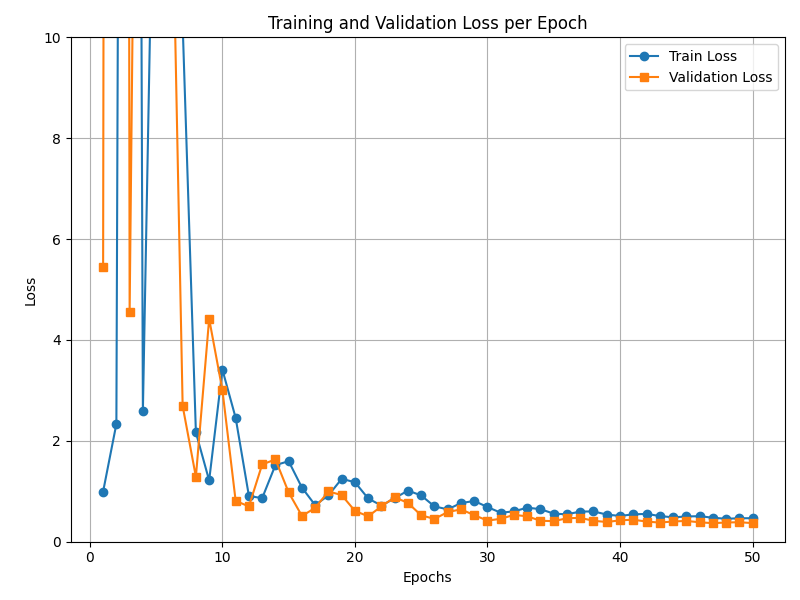 Training and Validation Loss per Epoch
Train Loss
Validation Loss
Loss
10
8
6
4
2
0
0 10 20 30 40 50
Epochs